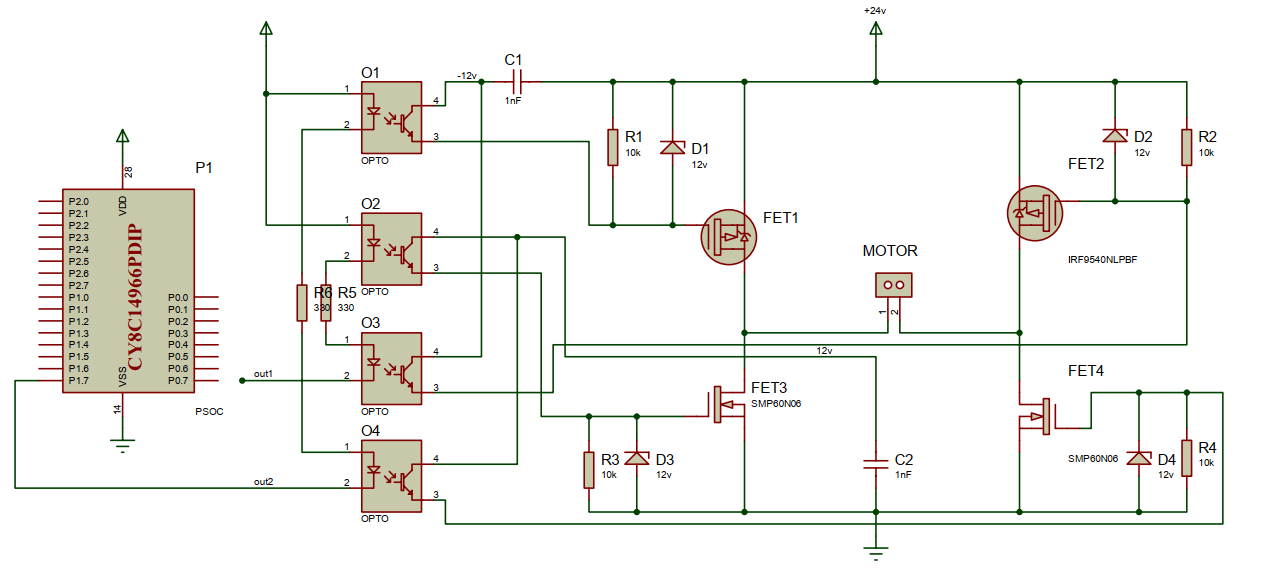 +24v
C1
1nF
-12v
O1
1
2
4
3
OPTO
R1
10k
D1
12v
D2
12v
R2
10k
P1
28
VDD
P2.0
P2.1
P2.2
P2.3
P2.4
P2.5
P2.6
P2.7
P1.0
P1.1
P1.2
P1.3
P1.4
P1.5
P1.6
P1.7
CY8C14966PDIP
P0.0
P0.1
P0.2
P0.3
P0.4
P0.5
P0.6
P0.7
VSS
14
PSOC
O2
1
2
4
3
OPTO
FET1
FET2
IRF9540NLPBF
MOTOR
1
2
R6
330
R5
330
O3
1
2
4
3
OPTO
out1
12v
FET3
SMP60N06
FET4
SMP60N06
O4
1
2
4
3
OPTO
out2
R3
10k
D3
12v
C2
1nF
D4
12v
R4
10k